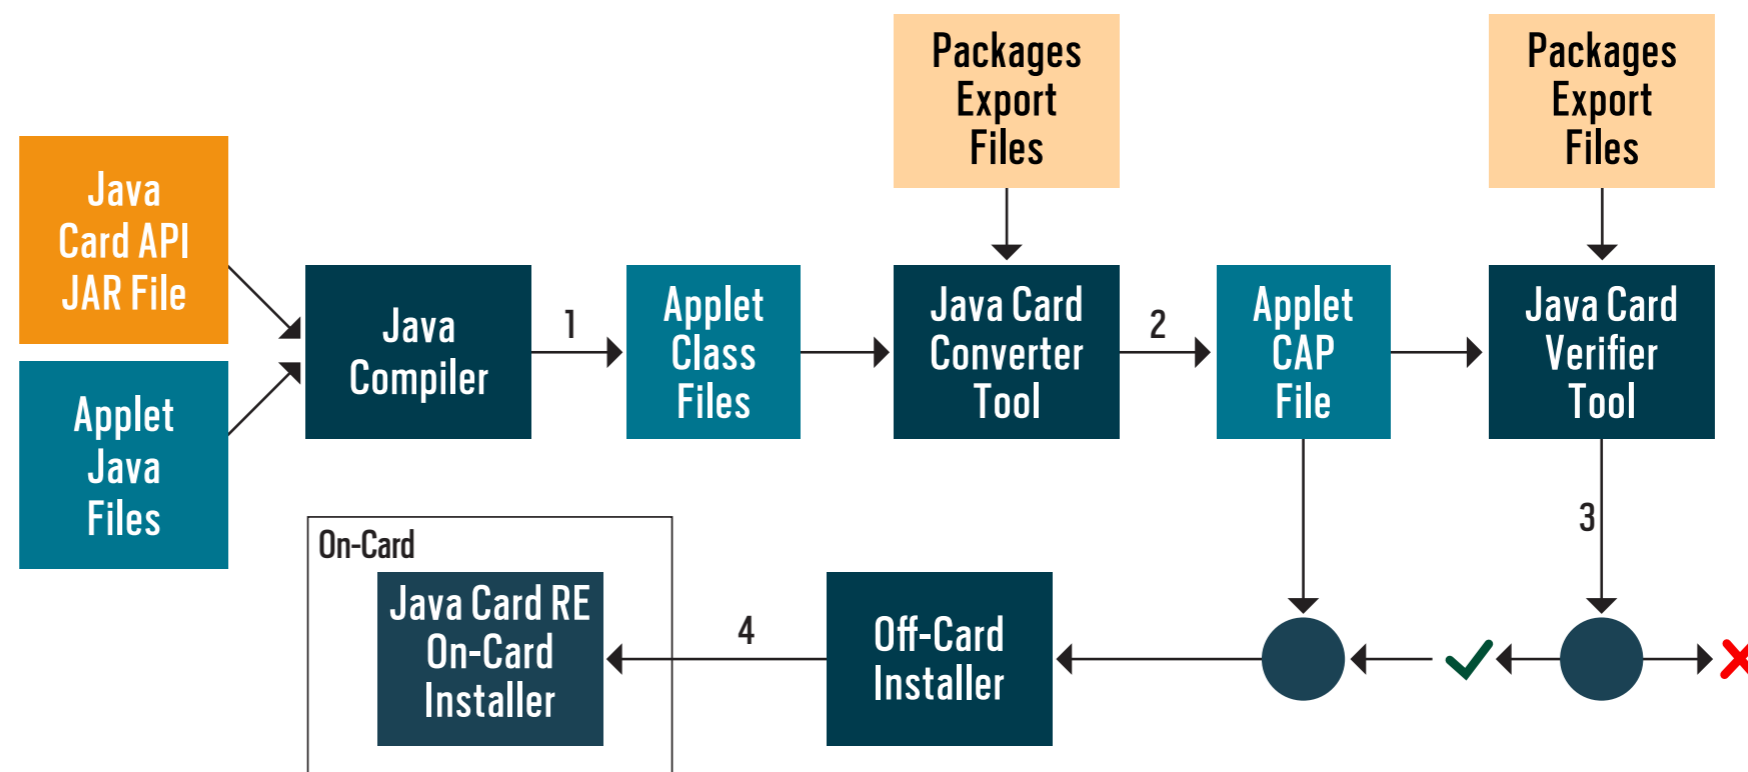 Packages
Export
Files
Packages
Export
Files
Java
Card API
JAR File
Applet
Java
Files
Java
Compiler
1
Applet
Class
Files
Java Card
Converter
Tool
2
Applet
CAP
File
Java Card
Verifier
Tool
3
On-Card
Java Card RE
On-Card
Installer
4
Off-Card
Installer